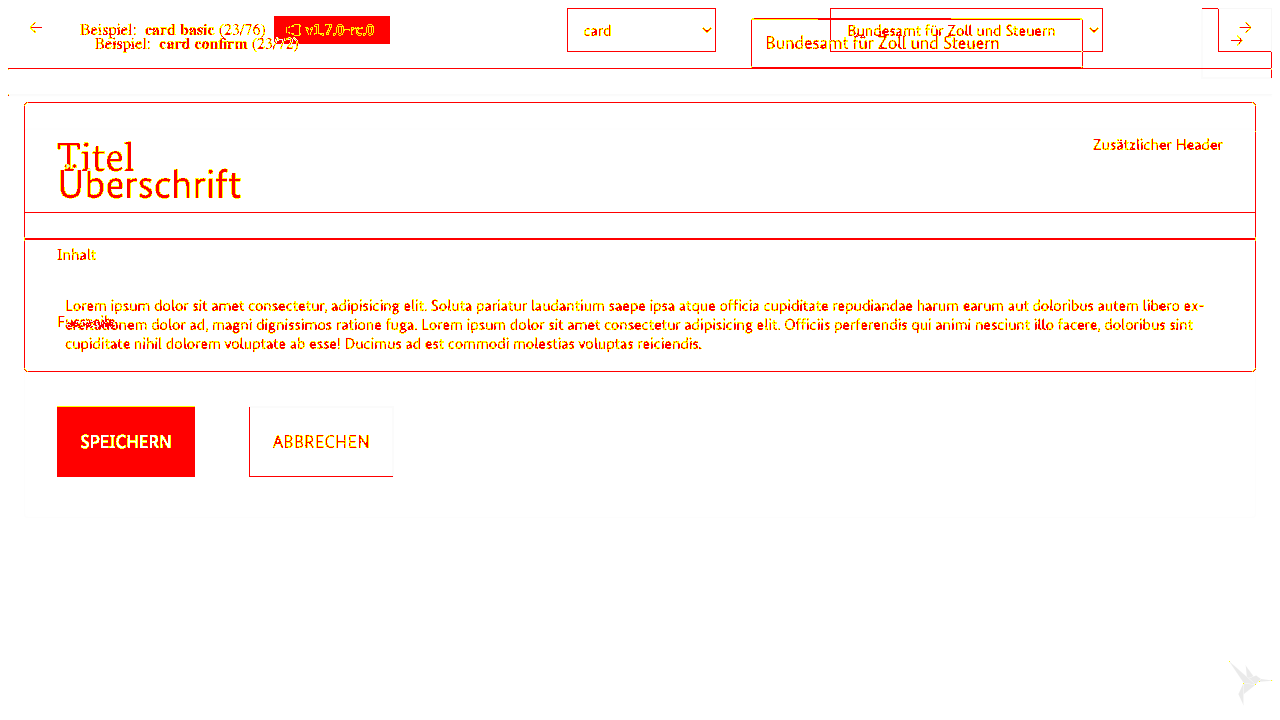 Beispiel: card basic (23/76) v1.7.0-rc.0
Beispiel: card confirm (23/72)
card
Bundesamt für Zoll und Steuern
Bundesamt für Zoll und Steuern
Titel
Überschrift
Zusätzlicher Header
Inhalt
Lorem ipsum dolor sit amet consectetur, adipisicing elit. Soluta pariatur laudantium saepe ipsa atque officia cupiditate repudiandae harum earum aut doloribus autem libero ex-
ercitationem dolor ad, magni dignissimos ratione fuga. Lorem ipsum dolor sit amet consectetur adipisicing elit. Officiis perferendis qui animi nesciunt illo facere, doloribus sint
cupiditate nihil dolorem voluptate ab esse! Ducimus ad est commodi molestias voluptas reiciendis.
SPEICHERN
ABBRECHEN